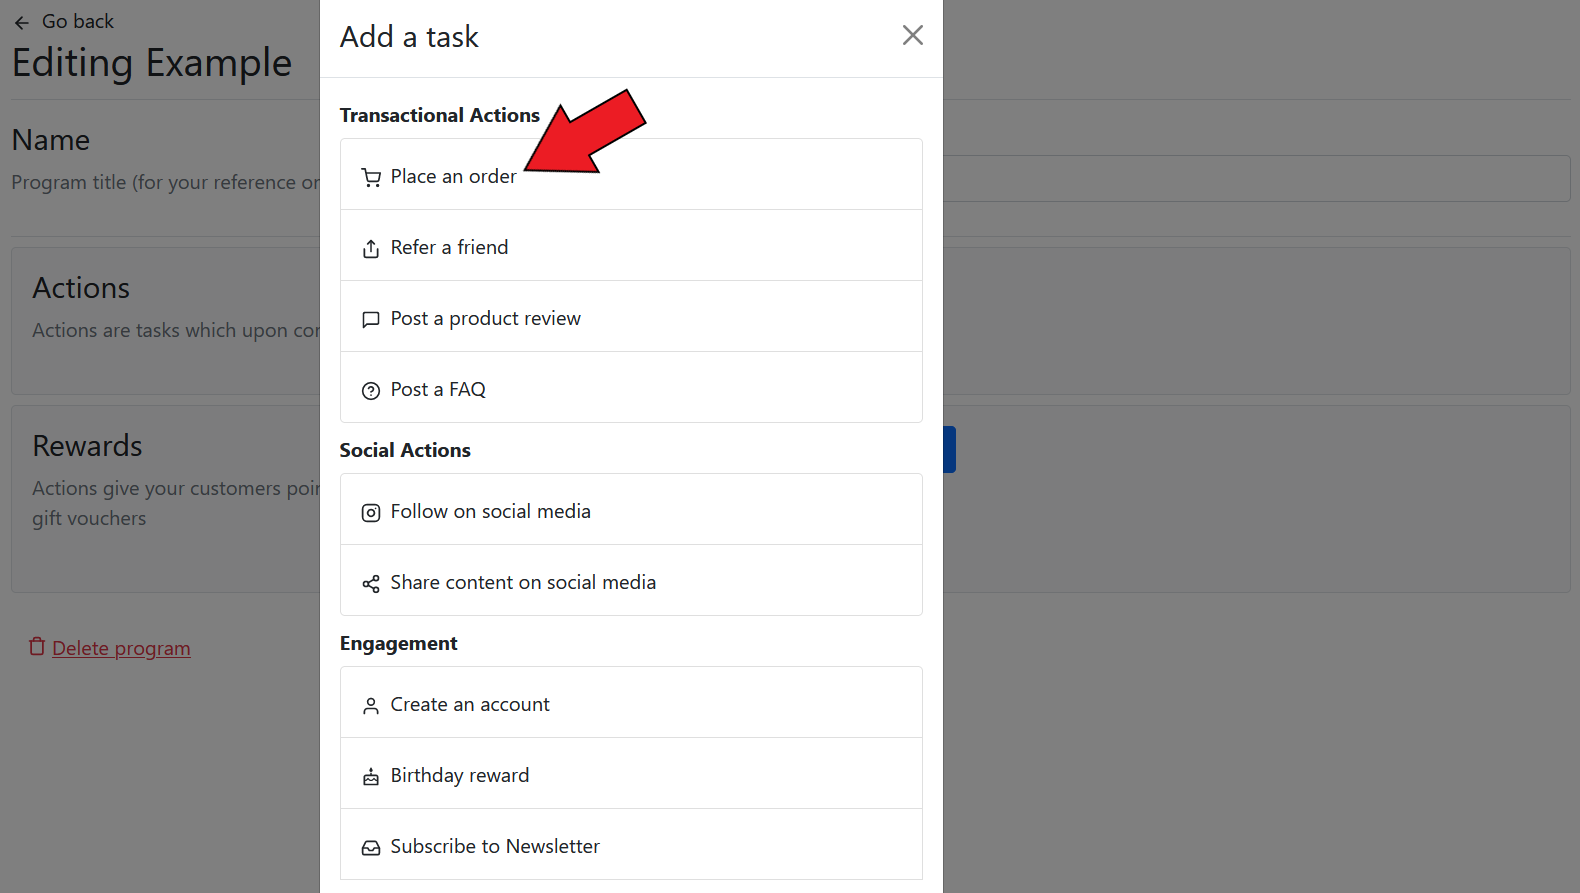 Go back
Editing Example
Name
Program title (for your reference or
Actions
Actions are tasks which upon cor
Rewards
Actions give your customers poi
gift vouchers
Delete program
Add a task
Transactional Actions
Place an order
Refer a friend
Post a product review
Post a FAQ
Social Actions
Follow on social media
Share content on social media
Engagement
Create an account
Birthday reward
Subscribe to Newsletter